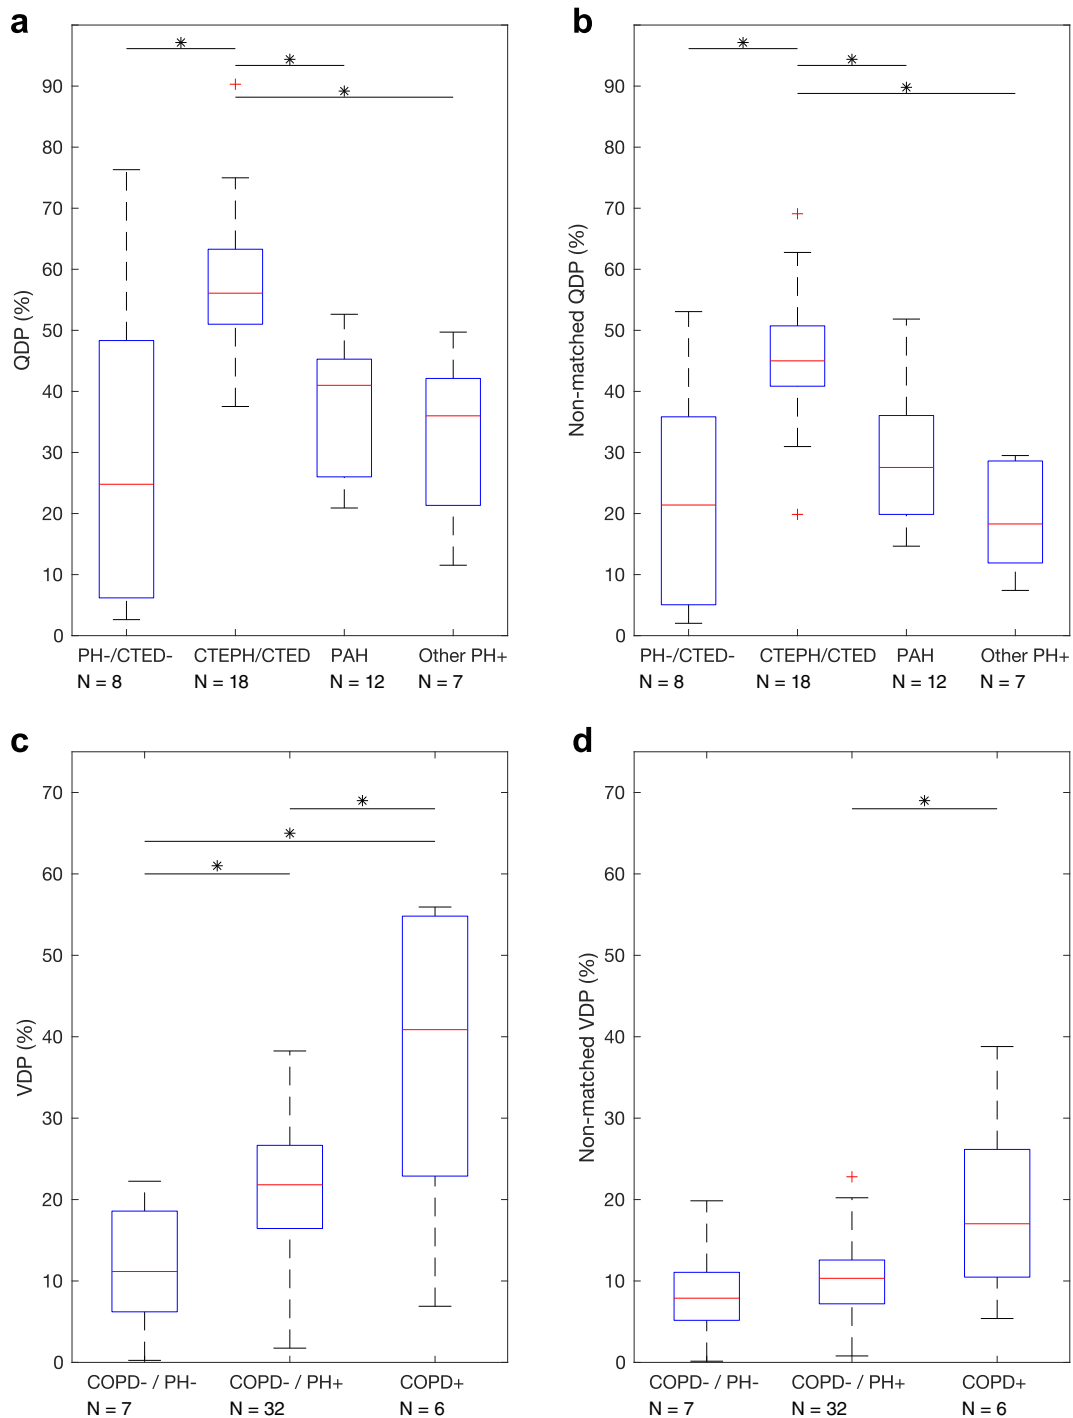 a
QDP (%)
90
80
70
60
50
40
30
20
10
0
PH-/CTED- CTEPH/CTED PAH Other PH+
N = 8 N = 18 N = 12 N = 7
b
Non-matched QDP (%)
90
80
70
60
50
40
30
20
10
0
PH-/CTED- CTEPH/CTED PAH Other PH+
N = 8 N = 18 N = 12 N = 7
c
VDP (%)
70
60
50
40
30
20
10
0
COPD- / PH- COPD- / PH+ COPD+
N = 7 N = 32 N = 6
d
Non-matched VDP (%)
70
60
50
40
30
20
10
0
COPD- / PH- COPD- / PH+ COPD+
N = 7 N = 32 N = 6